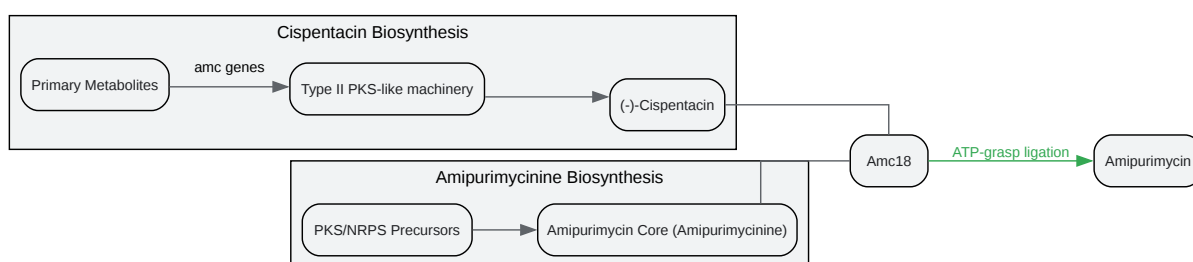 Cispentacin Biosynthesis
Primary Metabolites
amc genes
Type II PKS-like machinery
(-)-Cispentacin
Amc18
ATP-grasp ligation
Amipurimycin
Amipurimycinine Biosynthesis
PKS/NRPS Precursors
Amipurimycin Core (Amipurimycinine)